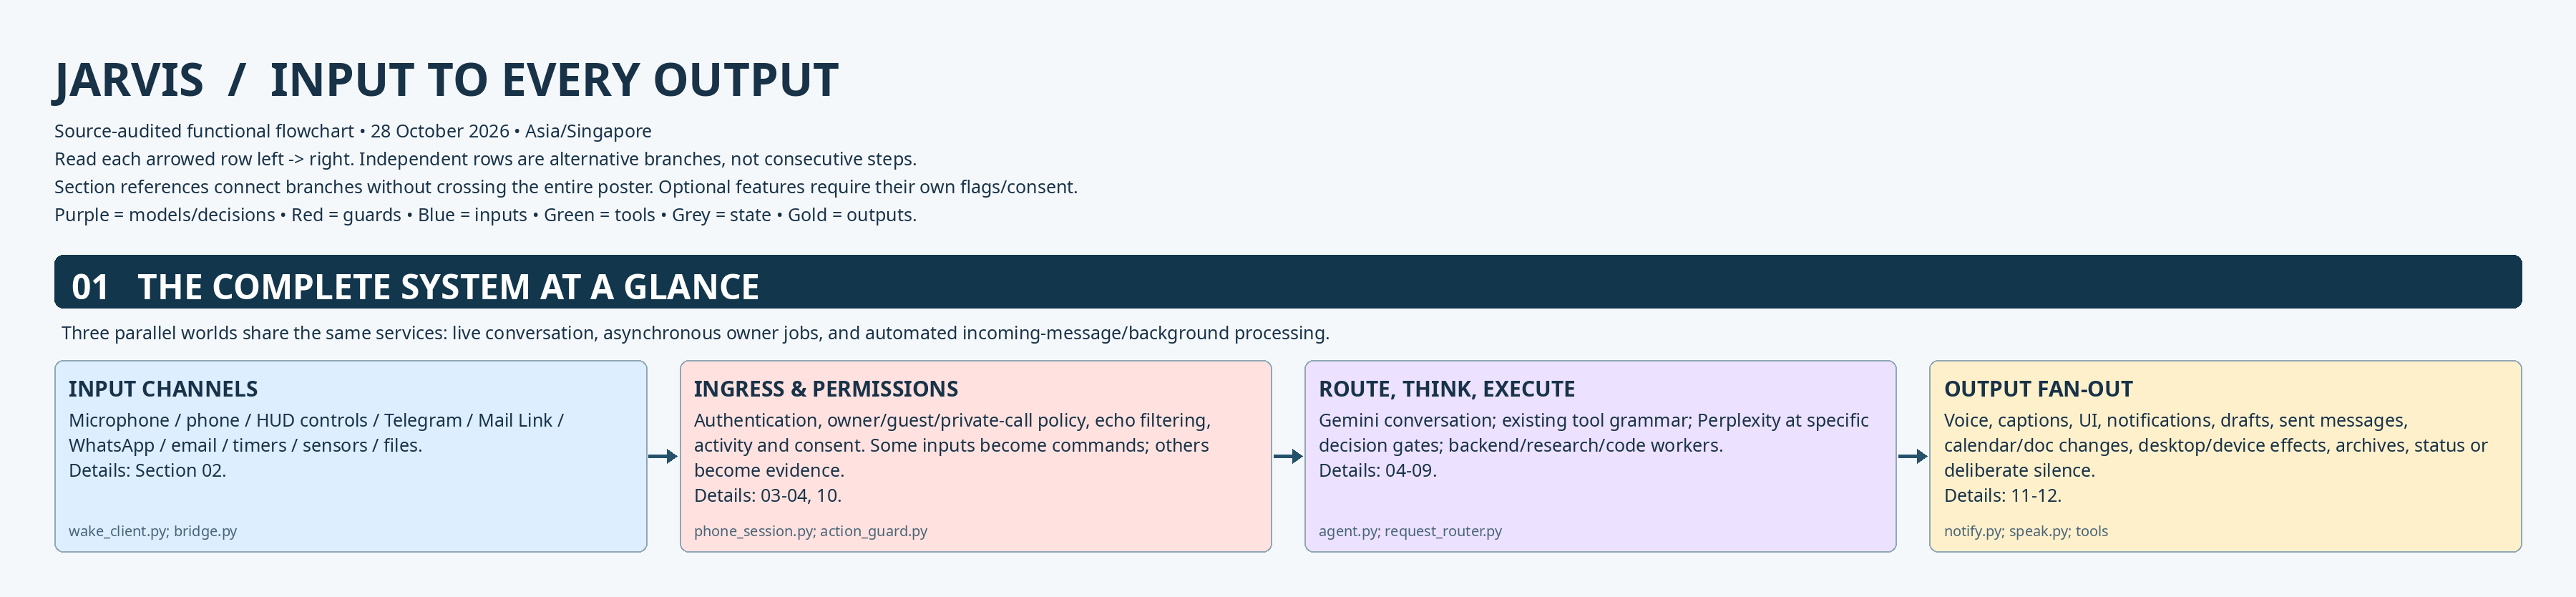 JARVIS / INPUT TO EVERY OUTPUT
Source-audited functional flowchart • 28 October 2026 • Asia/Singapore
Read each arrowed row left -> right. Independent rows are alternative branches, not consecutive steps.
Section references connect branches without crossing the entire poster. Optional features require their own flags/consent.
Purple = models/decisions • Red = guards • Blue = inputs • Green = tools • Grey = state • Gold = outputs.
01 THE COMPLETE SYSTEM AT A GLANCE
Three parallel worlds share the same services: live conversation, asynchronous owner jobs, and automated incoming-message/background processing.
INPUT CHANNELS
Microphone / phone / HUD controls / Telegram / Mail Link /
WhatsApp / email / timers / sensors / files.
Details: Section 02.
wake_client.py; bridge.py
INGRESS & PERMISSIONS
Authentication, owner/guest/private-call policy, echo filtering,
activity and consent. Some inputs become commands; others
become evidence.
Details: 03-04, 10.
phone_session.py; action_guard.py
ROUTE, THINK, EXECUTE
Gemini conversation; existing tool grammar; Perplexity at specific
decision gates; backend/research/code workers.
Details: 04-09.
agent.py; request_router.py
OUTPUT FAN-OUT
Voice, captions, UI, notifications, drafts, sent messages,
calendar/doc changes, desktop/device effects, archives, status or
deliberate silence.
Details: 11-12.
notify.py; speak.py; tools